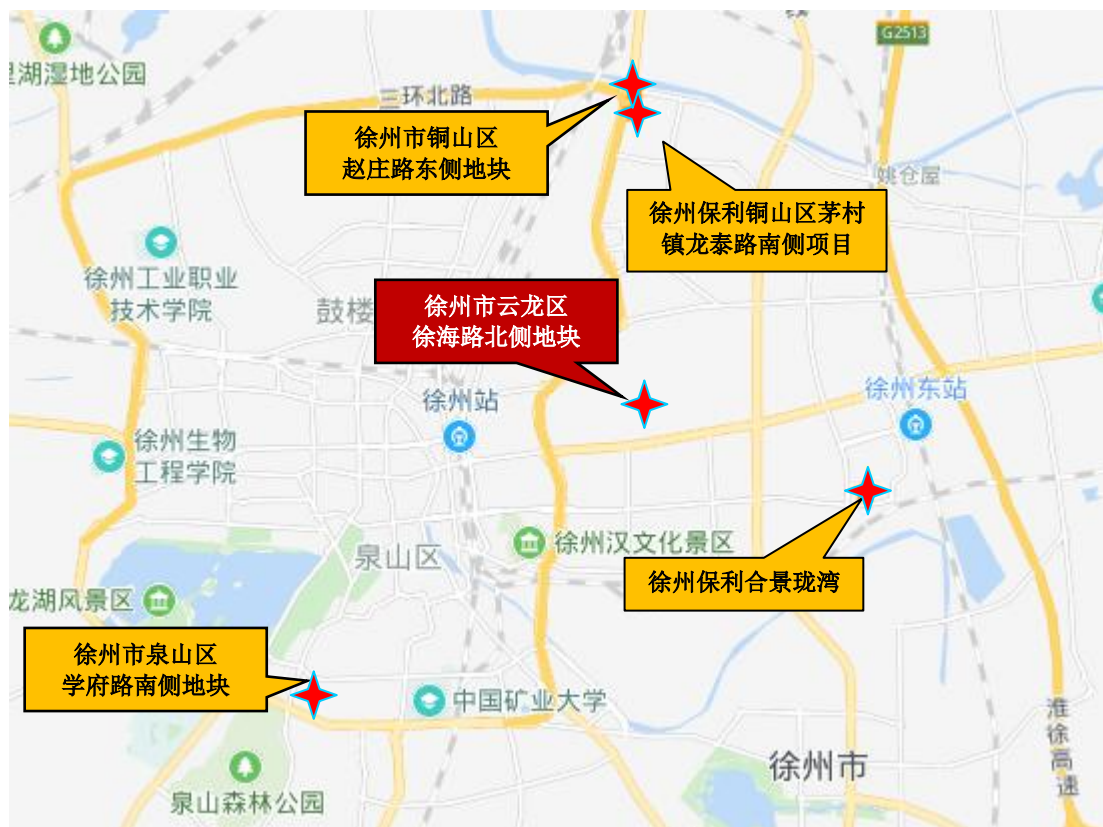 G2513
里湖湿地公园
三环北路
徐州市铜山区
赵庄路东侧地块
姚仓屋
徐州保利铜山区茅村
镇龙泰路南侧项目
徐州工业职业
技术学院
鼓楼
徐州市云龙区
徐海路北侧地块
徐州站
徐州东站
徐州生物
工程学院
徐州汉文化景区
泉山区
徐州保利合景珑湾
龙湖风景区
徐州市泉山区
学府路南侧地块
中国矿业大学
淮徐高速
徐州市
泉山森林公园